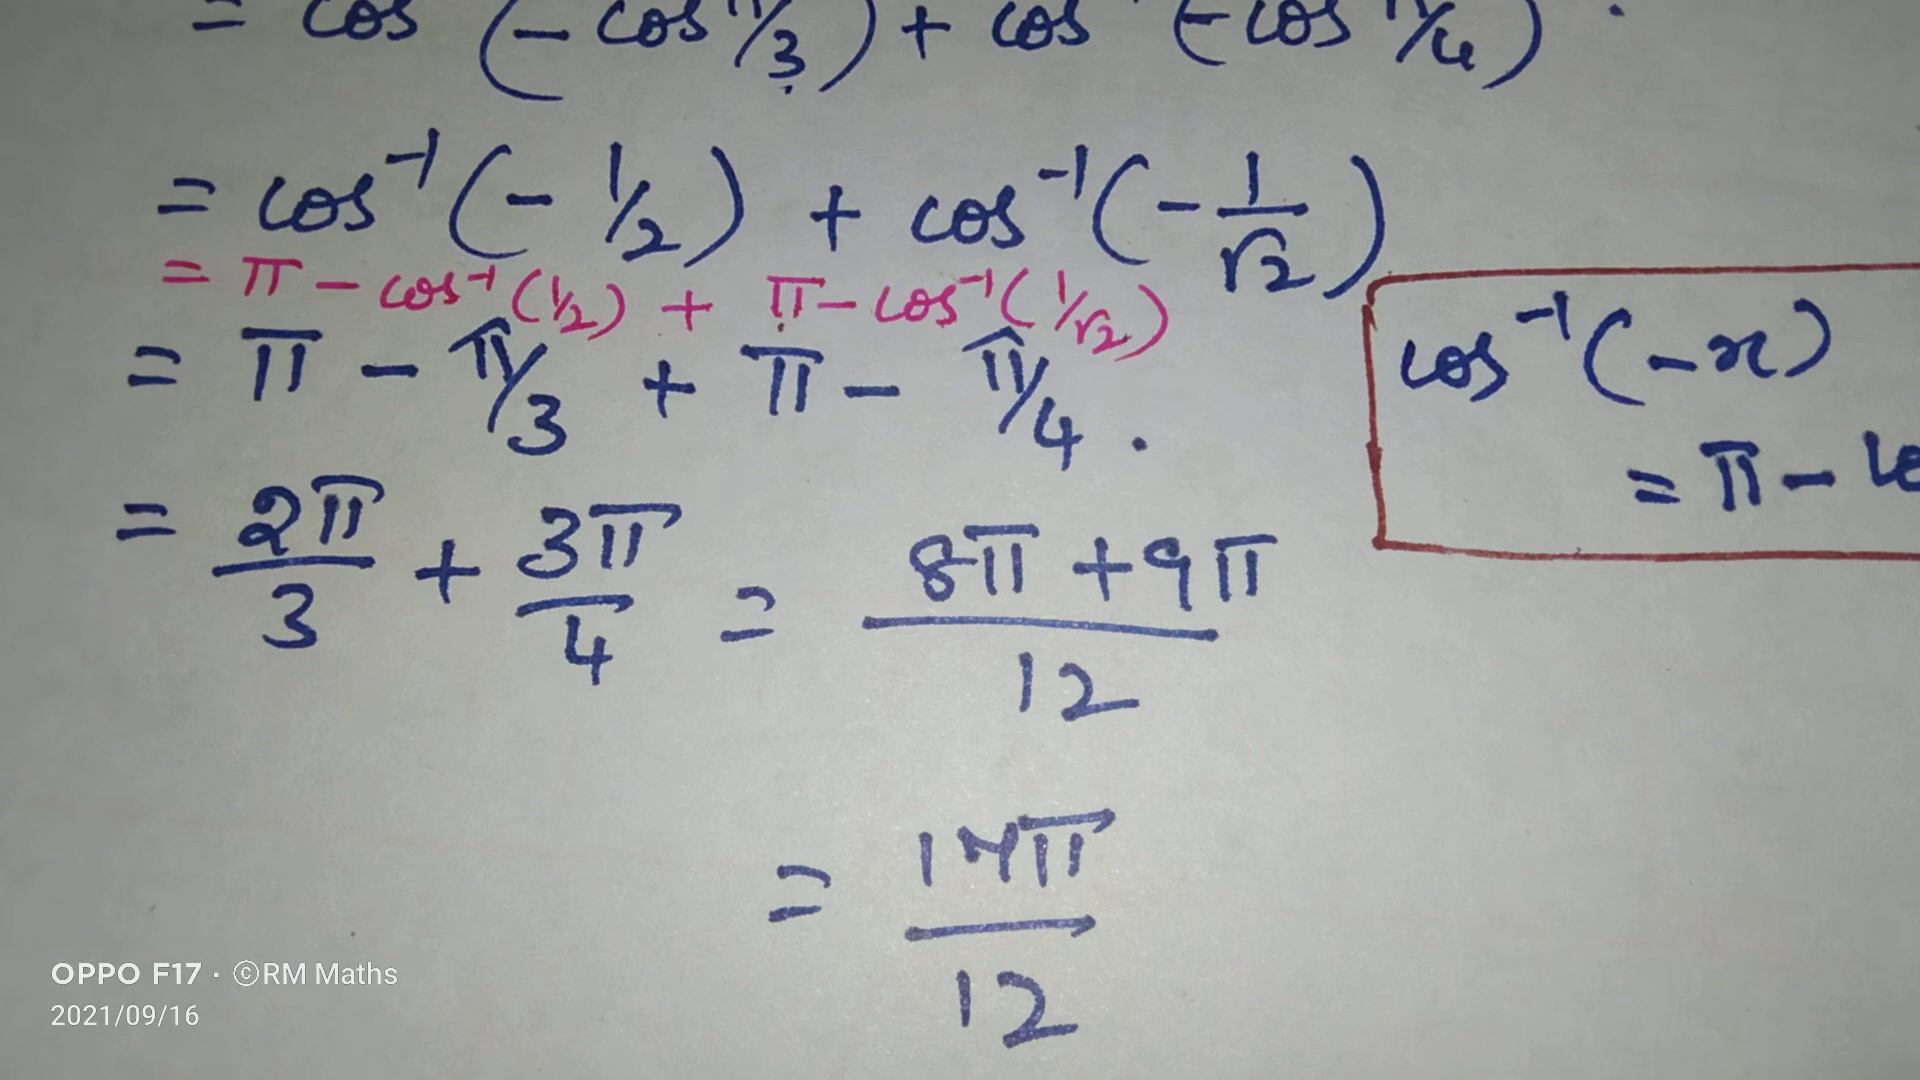 = cos (- cos π/3) + cos (- cos π/4).
= cos⁻¹(- 1/2) + cos⁻¹(- 1/√2)
= π - cos⁻¹(1/2) + π - cos⁻¹(1/√2)
= π - π/3 + π - π/4.
cos⁻¹(-x)
= π -
= 2π/3 + 3π/4 = 8π + 9π / 12
= 17π / 12
OPPO F17 · ©RM Maths
2021/09/16